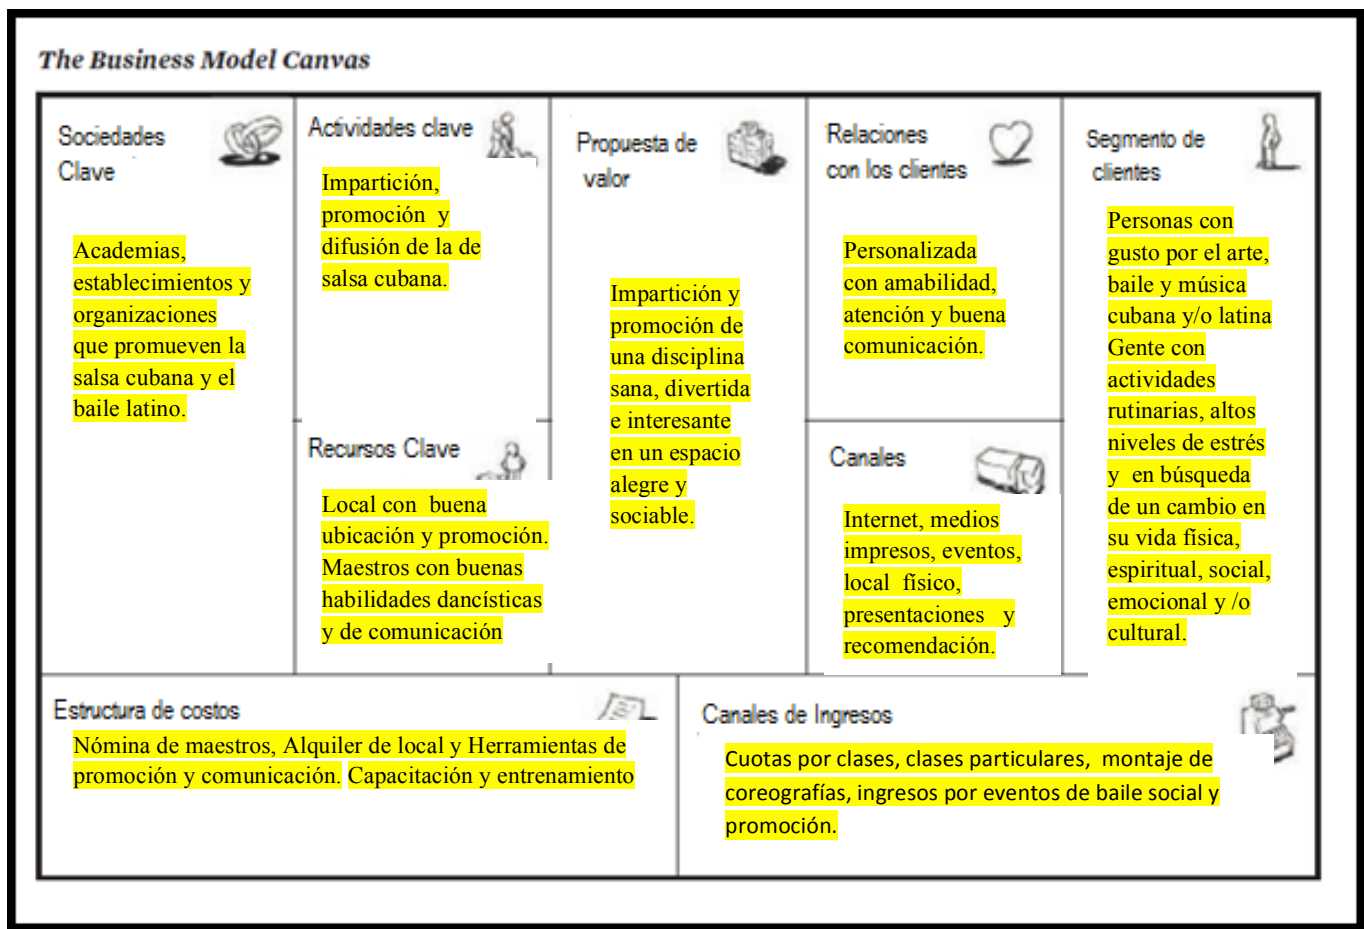 The Business Model Canvas
Sociedades
Clave
Academias,
establecimientos y
organizaciones
que promueven la
salsa cubana y el
baile latino.
Actividades clave
Impartición,
promoción y
difusión de la de
salsa cubana.
Recursos Clave
Local con buena
ubicación y promoción.
Maestros con buenas
habilidades dancísticas
y de comunicación
Propuesta de
valor
Impartición y
promoción de
una disciplina
sana, divertida
e interesante
en un espacio
alegre y
sociable.
Relaciones
con los clientes
Personalizada
con amabilidad,
atención y buena
comunicación.
Canales
Internet, medios
impresos, eventos,
local físico,
presentaciones y
recomendación.
Segmento de
clientes
Personas con
gusto por el arte,
baile y música
cubana y/o latina
Gente con
actividades
rutinarias, altos
niveles de estrés
y en búsqueda
de un cambio en
su vida física,
espiritual, social,
emocional y /o
cultural.
Estructura de costos
Nómina de maestros, Alquiler de local y Herramientas de
promoción y comunicación. Capacitación y entrenamiento
Canales de Ingresos
Cuotas por clases, clases particulares, montaje de
coreografías, ingresos por eventos de baile social y
promoción.